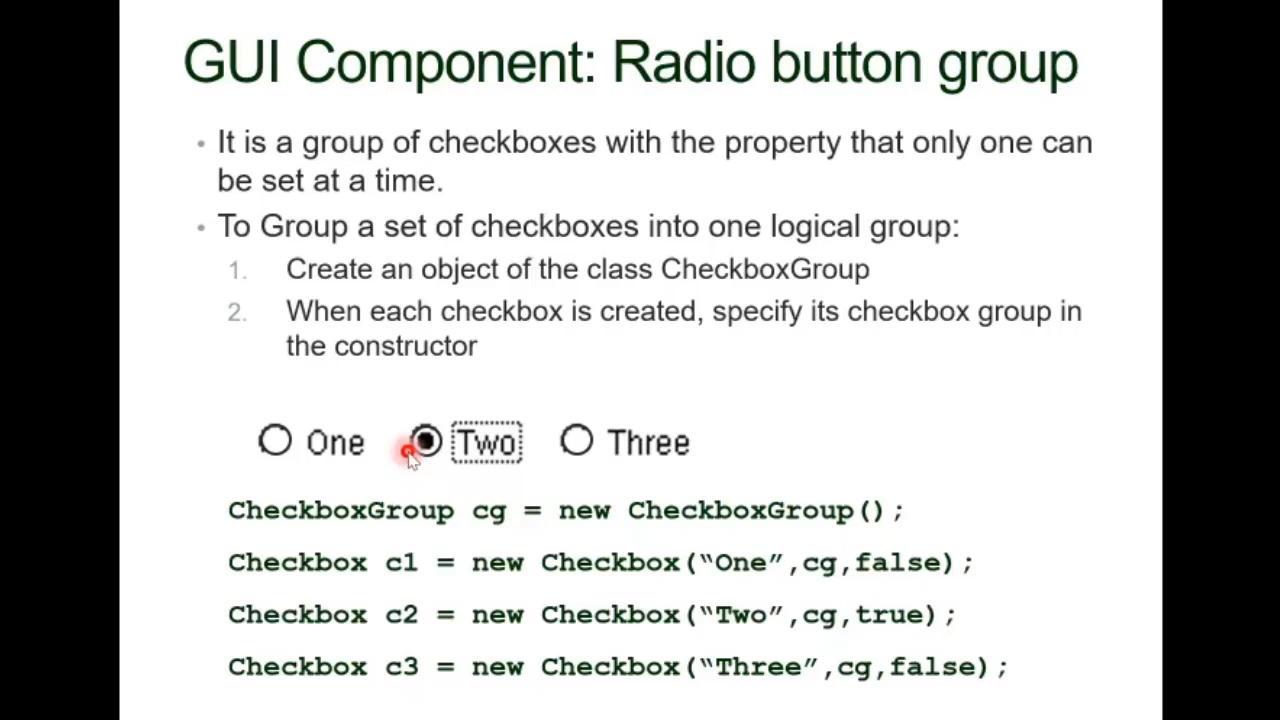 GUI Component: Radio button group
• It is a group of checkboxes with the property that only one can
be set at a time.
• To Group a set of checkboxes into one logical group:
1. Create an object of the class CheckboxGroup
2. When each checkbox is created, specify its checkbox group in
the constructor
One Two Three
CheckboxGroup cg = new CheckboxGroup();
Checkbox c1 = new Checkbox(“One”,cg,false);
Checkbox c2 = new Checkbox(“Two”,cg,true);
Checkbox c3 = new Checkbox(“Three”,cg,false);